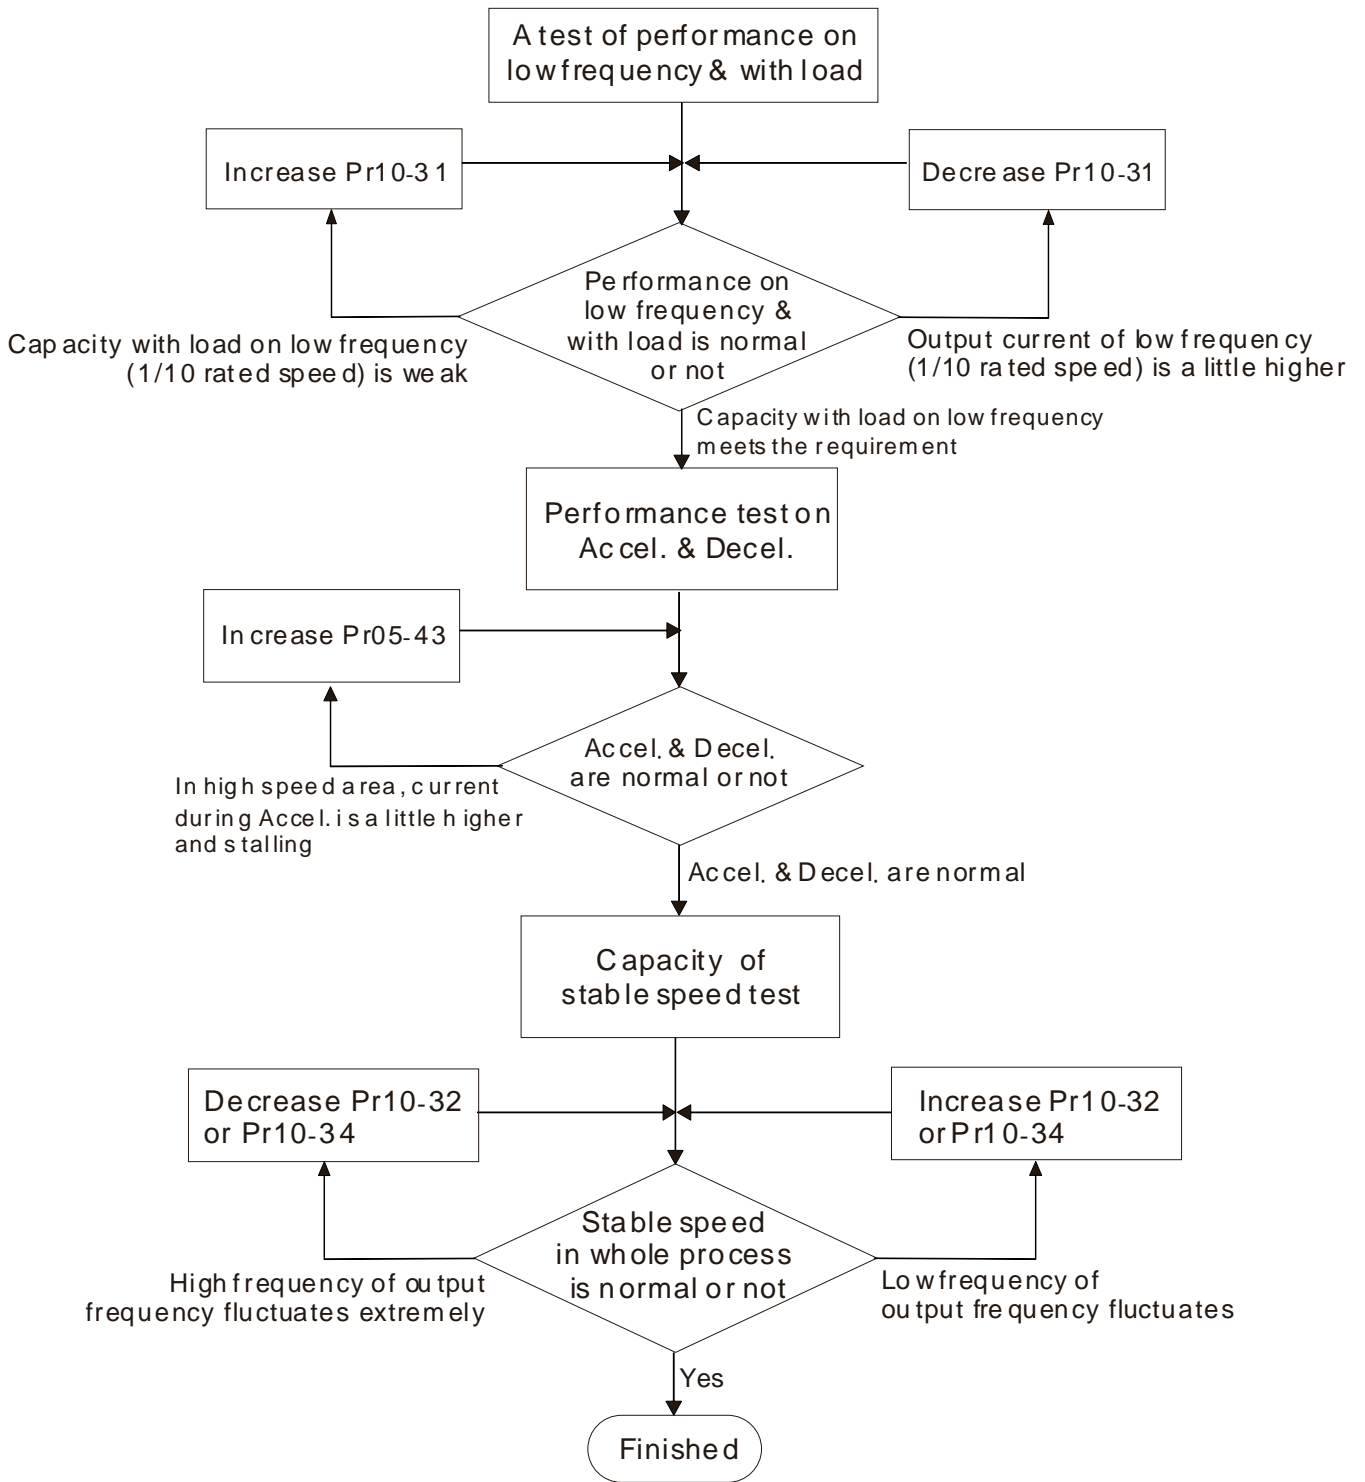 A test of performance on
low frequency & with load
Increase Pr10-31
Decrease Pr10-31
Performance on
low frequency &
with load is normal
or not
Capacity with load on low frequency
(1/10 rated speed) is weak
Output current of low frequency
(1/10 rated speed) is a little higher
Capacity with load on low frequency
meets the requirement
Performance test on
Accel. & Decel.
Increase Pr05-43
Accel. & Decel.
are normal or not
In high speed area, current
during Accel. is a little higher
and stalling
Accel. & Decel. are normal
Capacity of
stable speed test
Decrease Pr10-32
or Pr10-34
Increase Pr10-32
or Pr10-34
Stable speed
in whole process
is normal or not
High frequency of output
frequency fluctuates extremely
Low frequency of
output frequency fluctuates
Yes
Finished